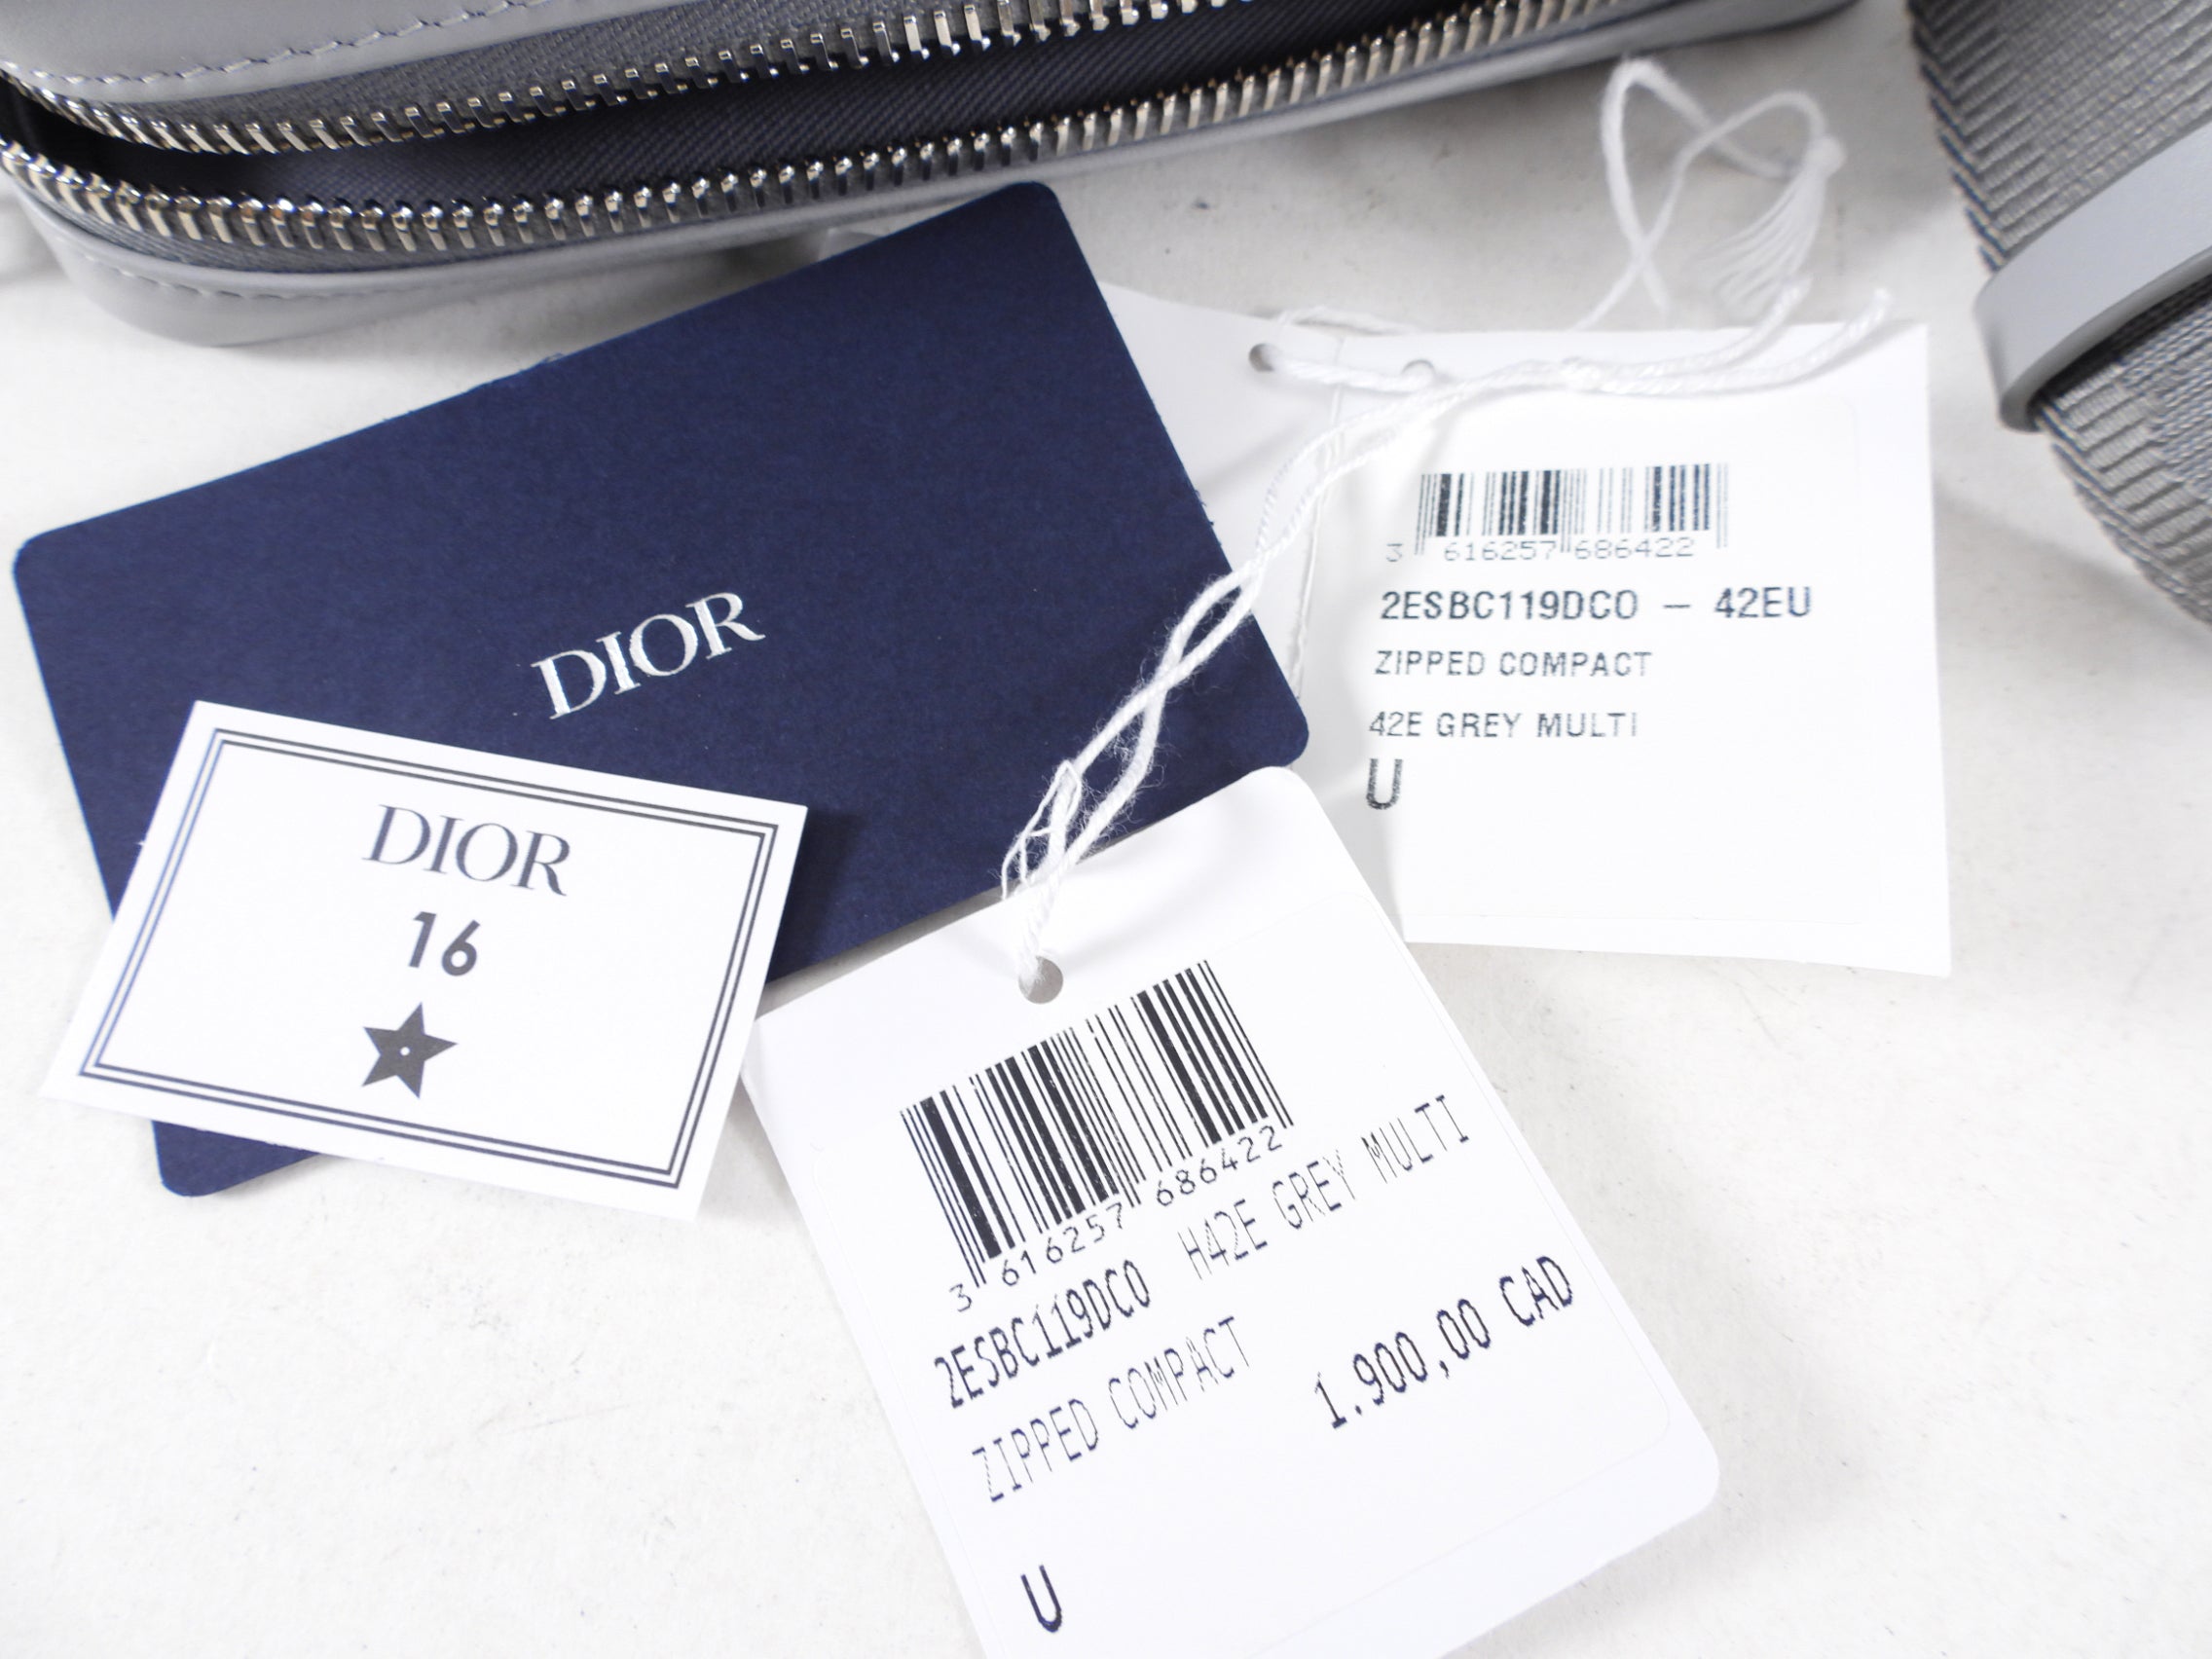 DIOR
DIOR
16
3 616257 686422
2ESBC119DCO – 42EU
ZIPPED COMPACT
42E GREY MULTI
U
3 616257 686422
2ESBC119DCO H42E GREY MULTI
ZIPPED COMPACT
1.900,00 CAD
U